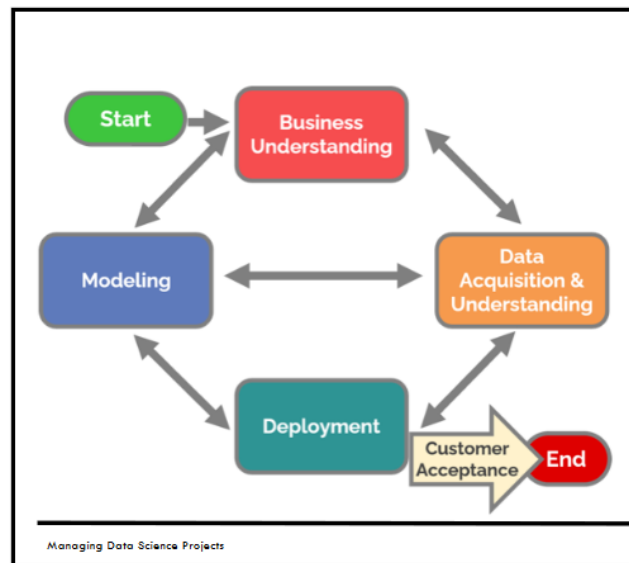 Start
Business
Understanding
Modeling
Data
Acquisition &
Understanding
Deployment
Customer
Acceptance
End
Managing Data Science Projects